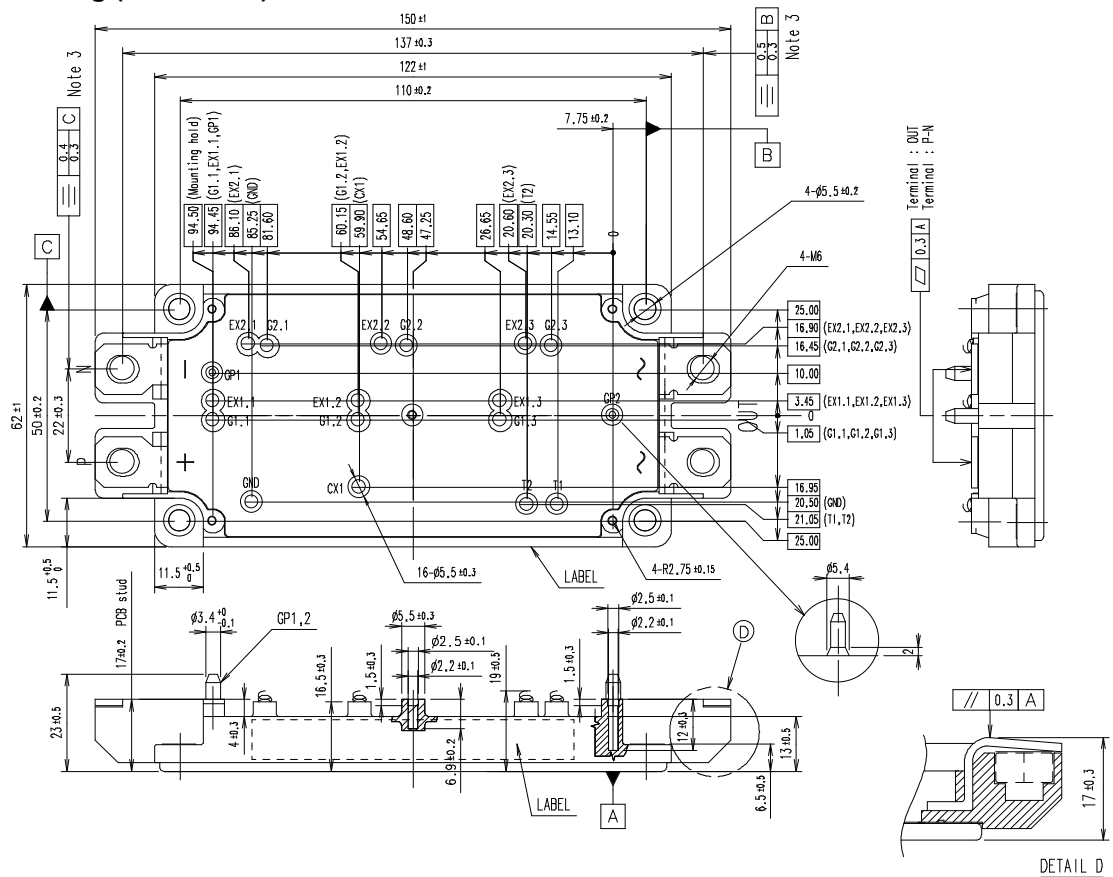 150 ±1
137 ±0.3
122 ±1
110 ±0.2
7.75 ±0.2
B
0.5
0.3
B
Note 3
C
0.4
0.3
C
Note 3
94.50 (Mounting hold)
94.45 (G1.1,EX1.1,GP1)
86.10 (EX2.1)
85.25 (GND)
81.60
60.15 (G1.2,EX1.2)
59.90 (CX1)
54.65
48.60
47.25
26.65
20.60 (EX2.3)
20.30 (T2)
14.55
13.10
0
4-Ø5.5 ±0.2
4-M6
Terminal : OUT
Terminal : P-N
0.3 A
25.00
16.90 (EX2.1,EX2.2,EX2.3)
16.45 (G2.1,G2.2,G2.3)
10.00
3.45 (EX1.1,EX1.2,EX1.3)
0
1.05 (G1.1,G1.2,G1.3)
16.95
20.50 (GND)
21.05 (T1,T2)
25.00
EX2.1 G2.1 EX2.2 G2.2 EX2.3 G2.3
N
P
GP1
EX1.1 EX1.2 EX1.3 GP2
G1.1 G1.2 G1.3
OUT
−
+
~
~
GND CX1 T2 T1
62 ±1
50 ±0.2
22 ±0.3
11.5 +0.5 0
11.5 +0.5 0
16-Ø5.5 ±0.3
LABEL
4-R2.75 ±0.15
Ø5.4
2
Ø3.4 +0 -0.1
GP1,2
17±0.2 PCB stud
23 ±0.5
4 ±0.3
16.5 ±0.3
1.5 ±0.3
Ø5.5 ±0.3
Ø2.5 ±0.1
Ø2.2 ±0.1
6.9 ±0.2
19 ±0.5
1.5 ±0.3
Ø2.5 ±0.1
Ø2.2 ±0.1
12 ±0.3
D
13 ±0.5
6.5 ±0.5
LABEL
A
// 0.3 A
17 ±0.3
DETAIL D